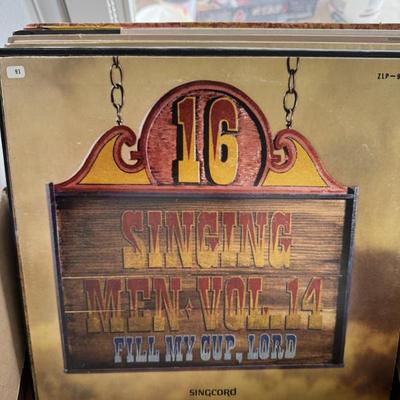 91
ZLP-9
16
SINGING
MEN · VOL. 14
FILL MY CUP, LORD
SINGCORD